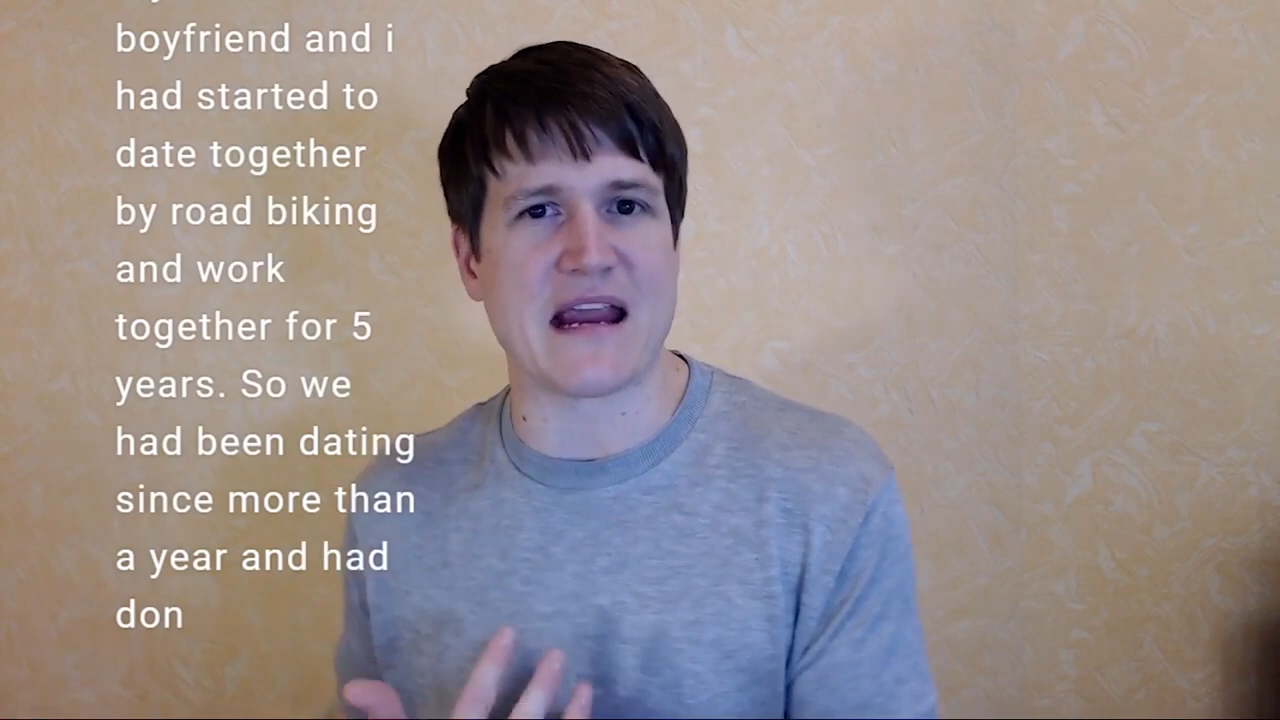 boyfriend and i
had started to
date together
by road biking
and work
together for 5
years. So we
had been dating
since more than
a year and had
don